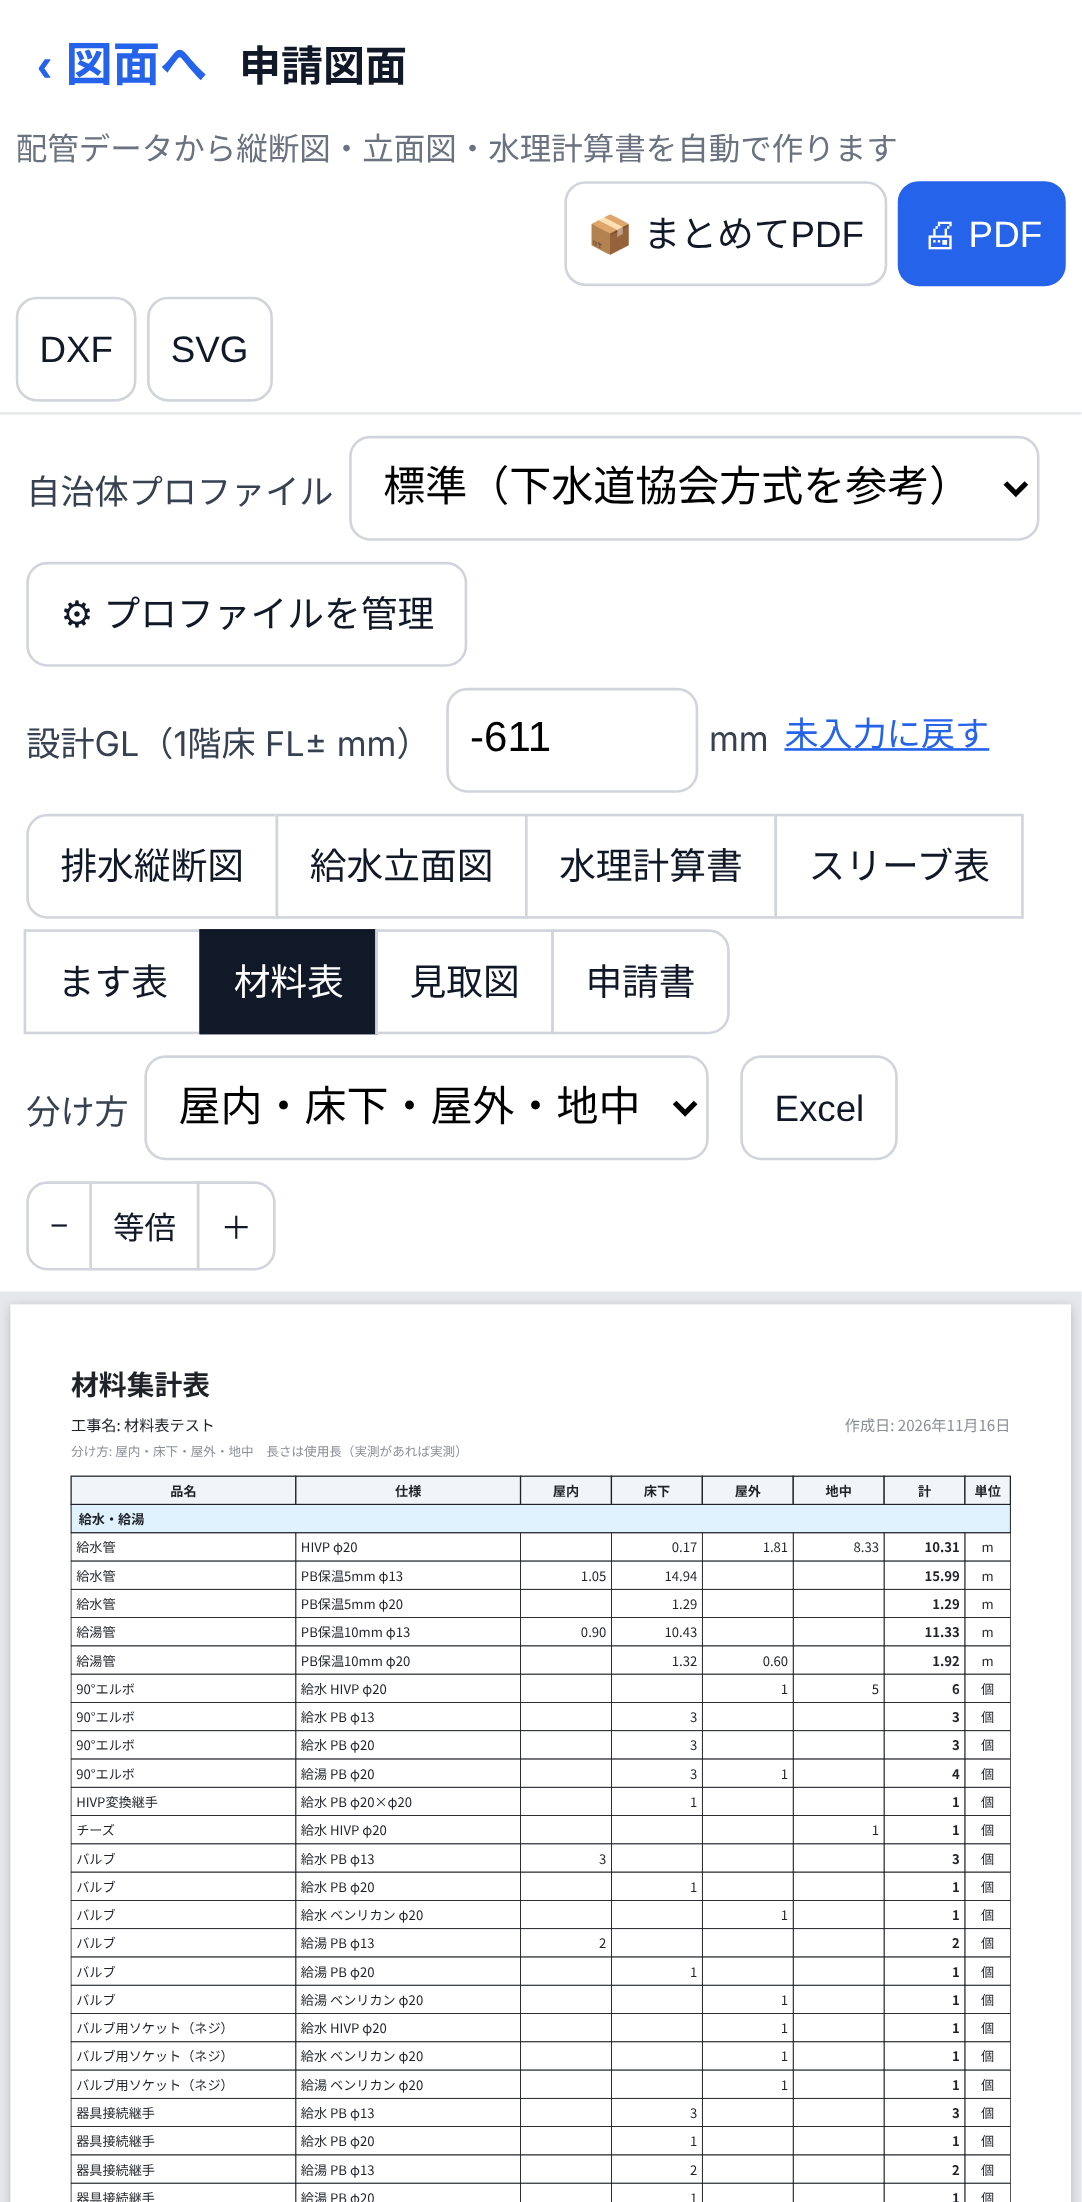 ‹ 図面へ 申請図面
配管データから縦断図・立面図・水理計算書を自動で作ります
📦 まとめてPDF 🖨 PDF
DXF SVG
自治体プロファイル 標準（下水道協会方式を参考）
⚙ プロファイルを管理
設計GL（1階床 FL± mm） -611 mm 未入力に戻す
排水縦断図 給水立面図 水理計算書 スリーブ表
ます表 材料表 見取図 申請書
分け方 屋内・床下・屋外・地中 Excel
− 等倍 ＋
材料集計表
工事名: 材料表テスト 作成日: 2026年11月16日
分け方: 屋内・床下・屋外・地中 長さは使用長（実測があれば実測）
品名 仕様 屋内 床下 屋外 地中 計 単位
給水・給湯
給水管 HIVP φ20 0.17 1.81 8.33 10.31 m
給水管 PB保温5mm φ13 1.05 14.94 15.99 m
給水管 PB保温5mm φ20 1.29 1.29 m
給湯管 PB保温10mm φ13 0.90 10.43 11.33 m
給湯管 PB保温10mm φ20 1.32 0.60 1.92 m
90°エルボ 給水 HIVP φ20 1 5 6 個
90°エルボ 給水 PB φ13 3 3 個
90°エルボ 給水 PB φ20 3 3 個
90°エルボ 給湯 PB φ20 3 1 4 個
HIVP変換継手 給水 PB φ20×φ20 1 1 個
チーズ 給水 HIVP φ20 1 1 個
バルブ 給水 PB φ13 3 3 個
バルブ 給水 PB φ20 1 1 個
バルブ 給水 ベンリカン φ20 1 1 個
バルブ 給湯 PB φ13 2 2 個
バルブ 給湯 PB φ20 1 1 個
バルブ 給湯 ベンリカン φ20 1 1 個
バルブ用ソケット（ネジ） 給水 HIVP φ20 1 1 個
バルブ用ソケット（ネジ） 給水 ベンリカン φ20 1 1 個
バルブ用ソケット（ネジ） 給湯 ベンリカン φ20 1 1 個
器具接続継手 給水 PB φ13 3 3 個
器具接続継手 給水 PB φ20 1 1 個
器具接続継手 給湯 PB φ13 2 2 個
器具接続継手 給湯 PB φ20 1 1 個